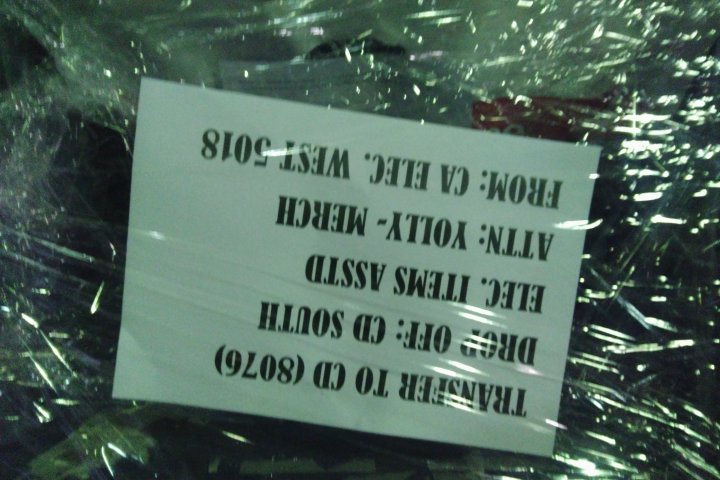 TRANSFER TO CD (8076)
DROP OFF: CD SOUTH
ELEC. ITEMS ASSTD
ATTN: YOLLY- MERCH
FROM: CA ELEC. WEST 5018